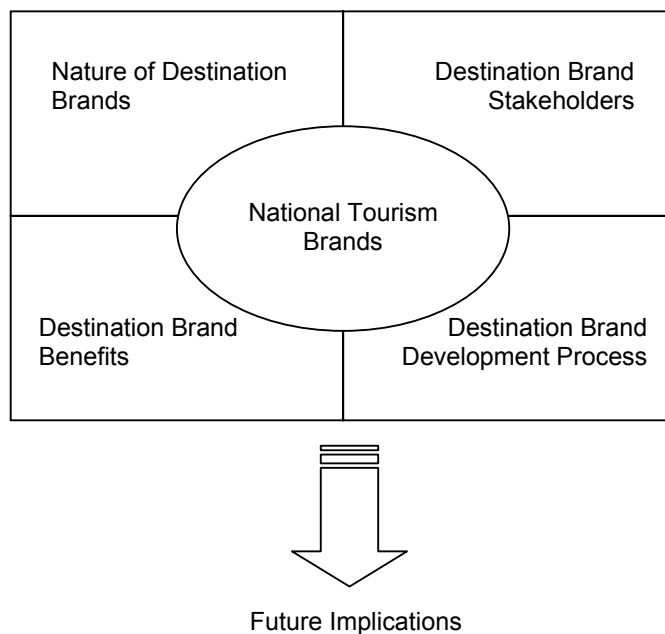 Nature of Destination
Brands
Destination Brand
Stakeholders
National Tourism
Brands
Destination Brand
Benefits
Destination Brand
Development Process
Future Implications